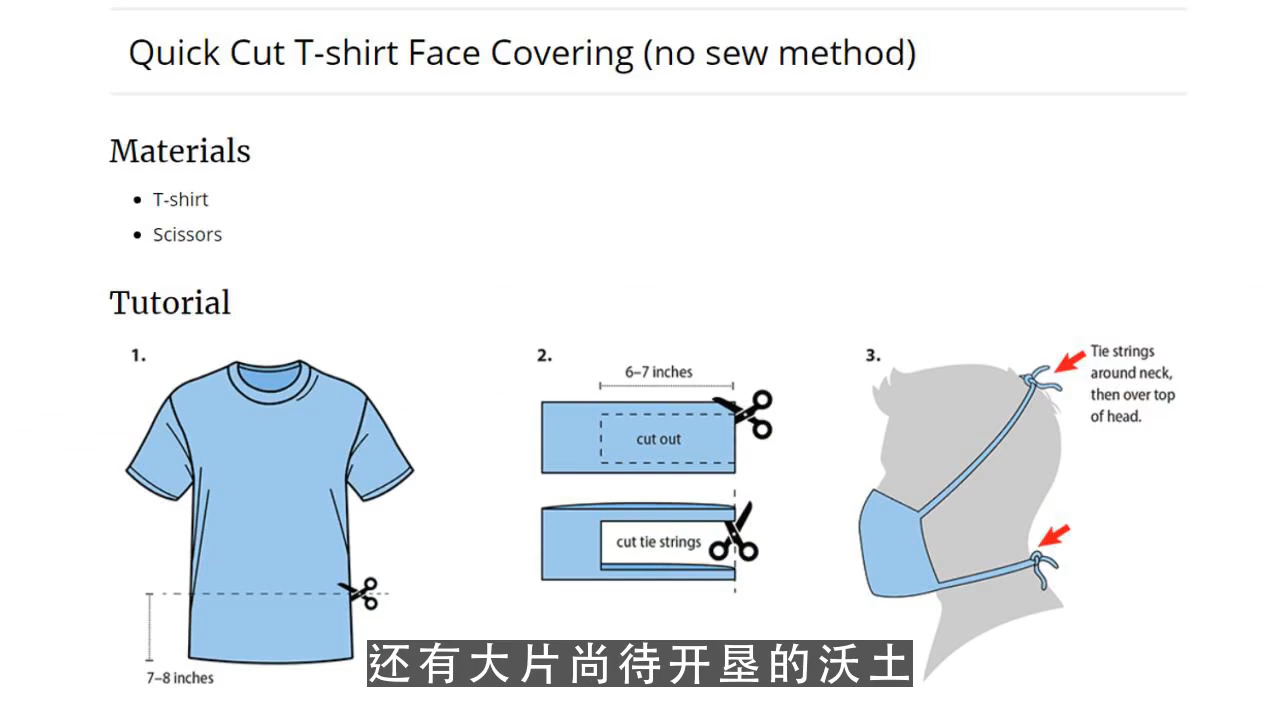 Quick Cut T-shirt Face Covering (no sew method)
Materials
T-shirt
Scissors
Tutorial
1.
7–8 inches
2.
6–7 inches
cut out
cut tie strings
3.
Tie strings
around neck,
then over top
of head.
还有大片尚待开垦的沃土